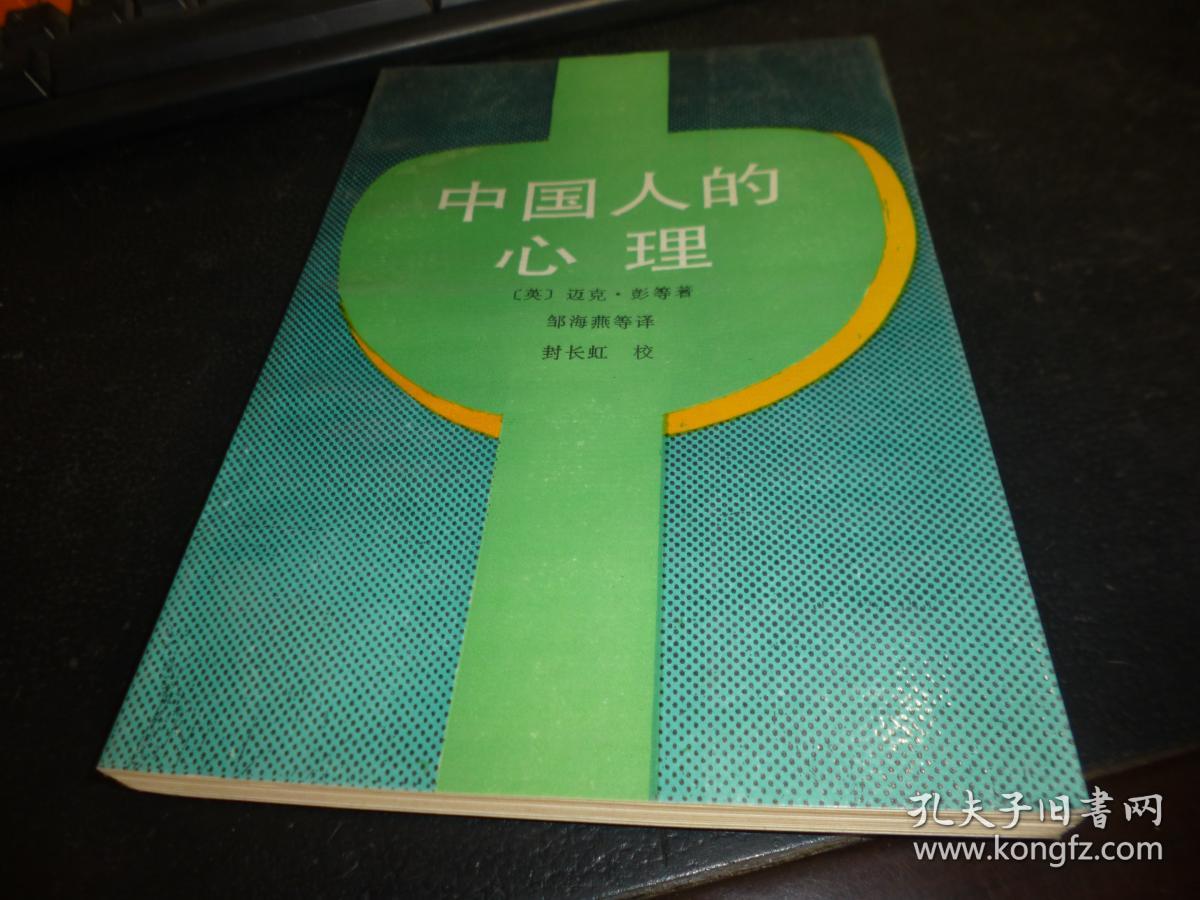 中国人的
心理
〔英〕迈克·彭等著
邹海燕等译
封长虹 校
孔夫子旧书网
www.kongfz.com